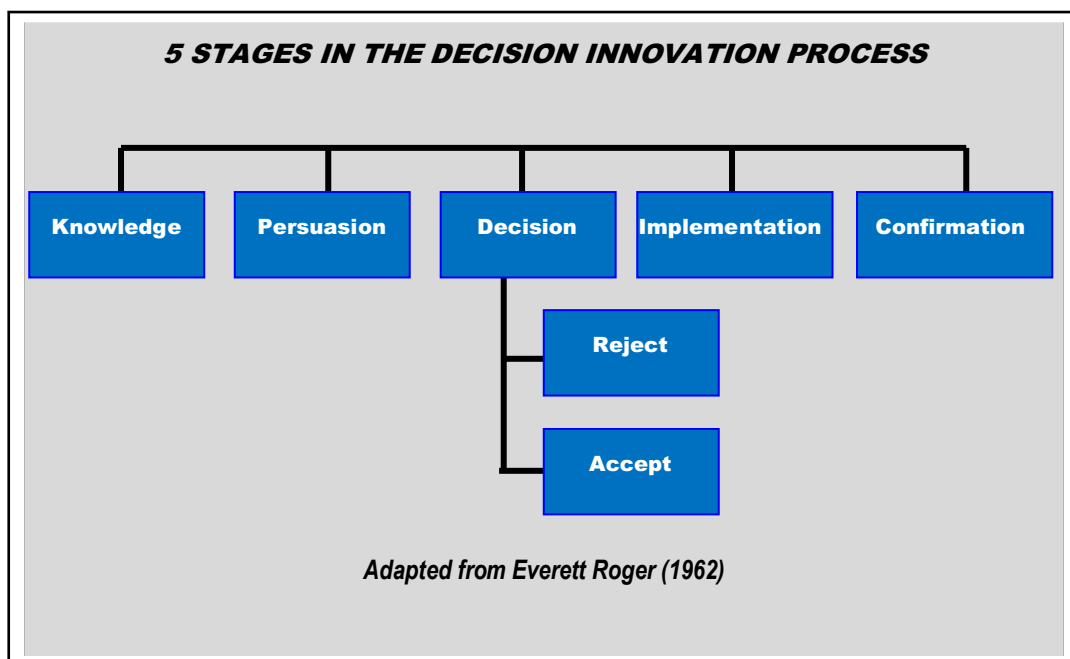 5 STAGES IN THE DECISION INNOVATION PROCESS
Knowledge
Persuasion
Decision
Implementation
Confirmation
Reject
Accept
Adapted from Everett Roger (1962)